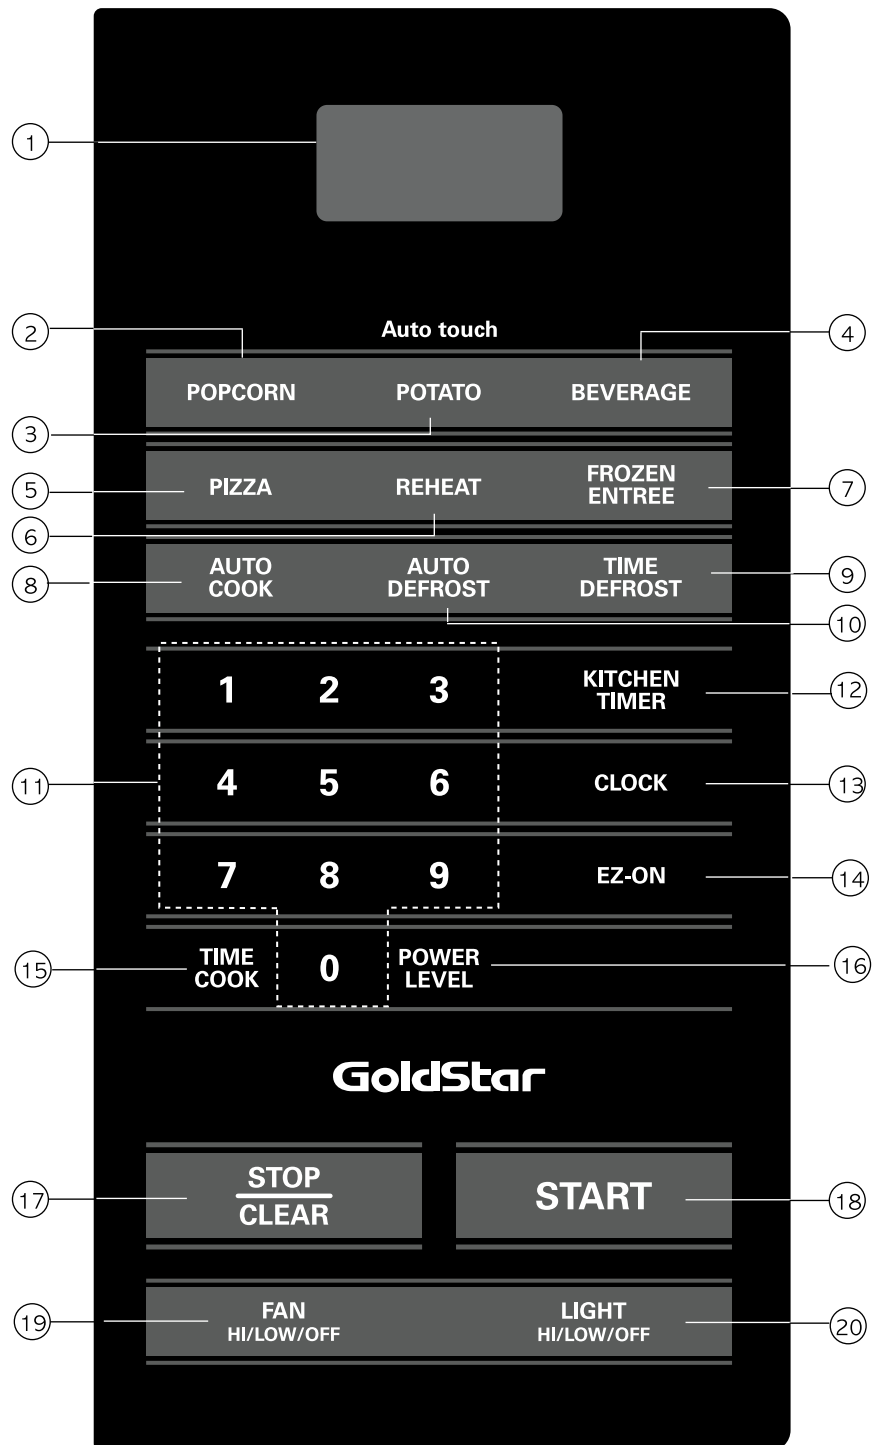 1
2
Auto touch
4
POPCORN
POTATO
BEVERAGE
3
5
PIZZA
REHEAT
FROZEN
ENTREE
7
6
8
AUTO
COOK
AUTO
DEFROST
TIME
DEFROST
9
10
1
2
3
KITCHEN
TIMER
12
11
4
5
6
CLOCK
13
7
8
9
EZ-ON
14
15
TIME
COOK
0
POWER
LEVEL
16
GoldStar
17
STOP
CLEAR
START
18
19
FAN
HI/LOW/OFF
LIGHT
HI/LOW/OFF
20